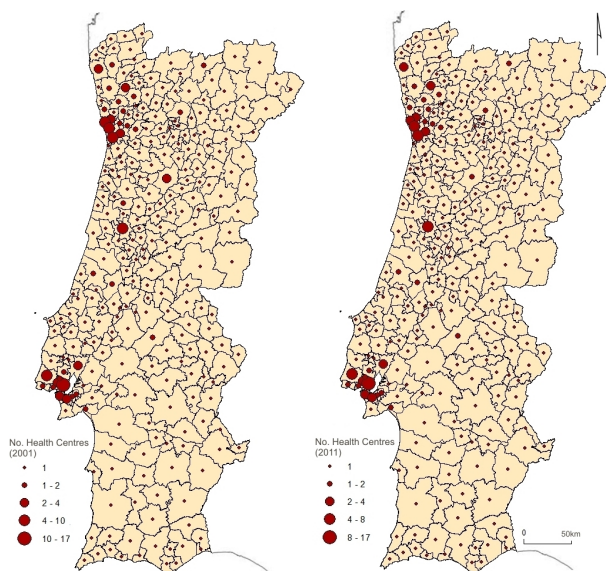 No. Health Centres
(2001)
1
1 - 2
2 - 4
4 - 10
10 - 17
No. Health Centres
(2011)
1
1 - 2
2 - 4
4 - 8
8 - 17
0 50km